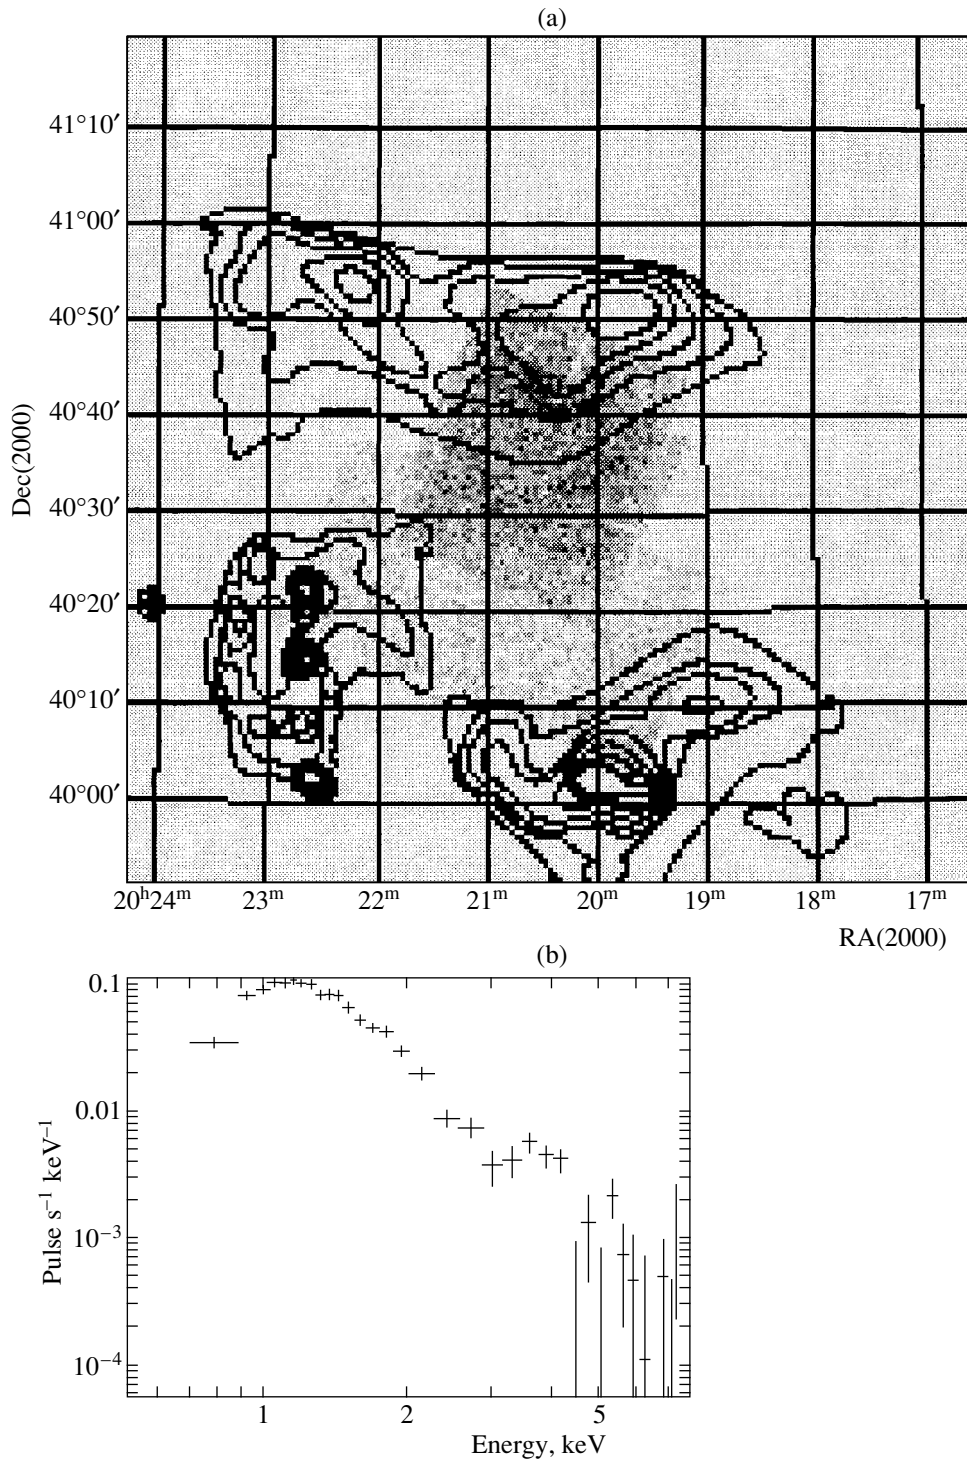 (a)
41°10′
41°00′
40°50′
40°40′
40°30′
40°20′
40°10′
40°00′
Dec(2000)
20ʰ24ᵐ 23ᵐ 22ᵐ 21ᵐ 20ᵐ 19ᵐ 18ᵐ 17ᵐ
RA(2000)
(b)
0.1
0.01
10⁻³
10⁻⁴
Pulse s⁻¹ keV⁻¹
1 2 5
Energy, keV